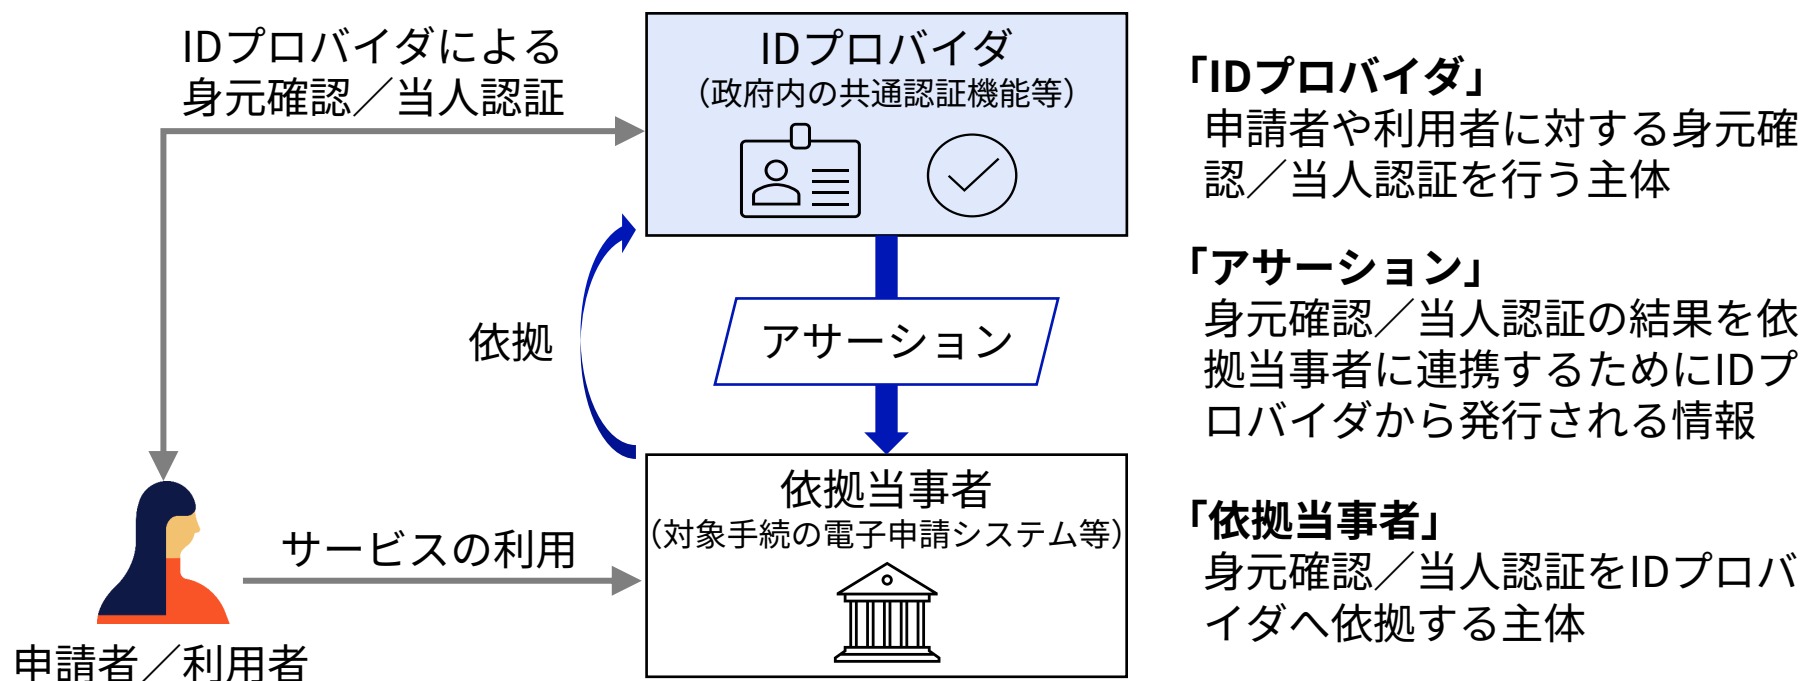 IDプロバイダによる
身元確認／当人認証
IDプロバイダ
（政府内の共通認証機能等）
依拠
アサーション
依拠当事者
（対象手続の電子申請システム等）
サービスの利用
申請者／利用者
「IDプロバイダ」
申請者や利用者に対する身元確
認／当人認証を行う主体
「アサーション」
身元確認／当人認証の結果を依
拠当事者に連携するためにIDプ
ロバイダから発行される情報
「依拠当事者」
身元確認／当人認証をIDプロバ
イダへ依拠する主体